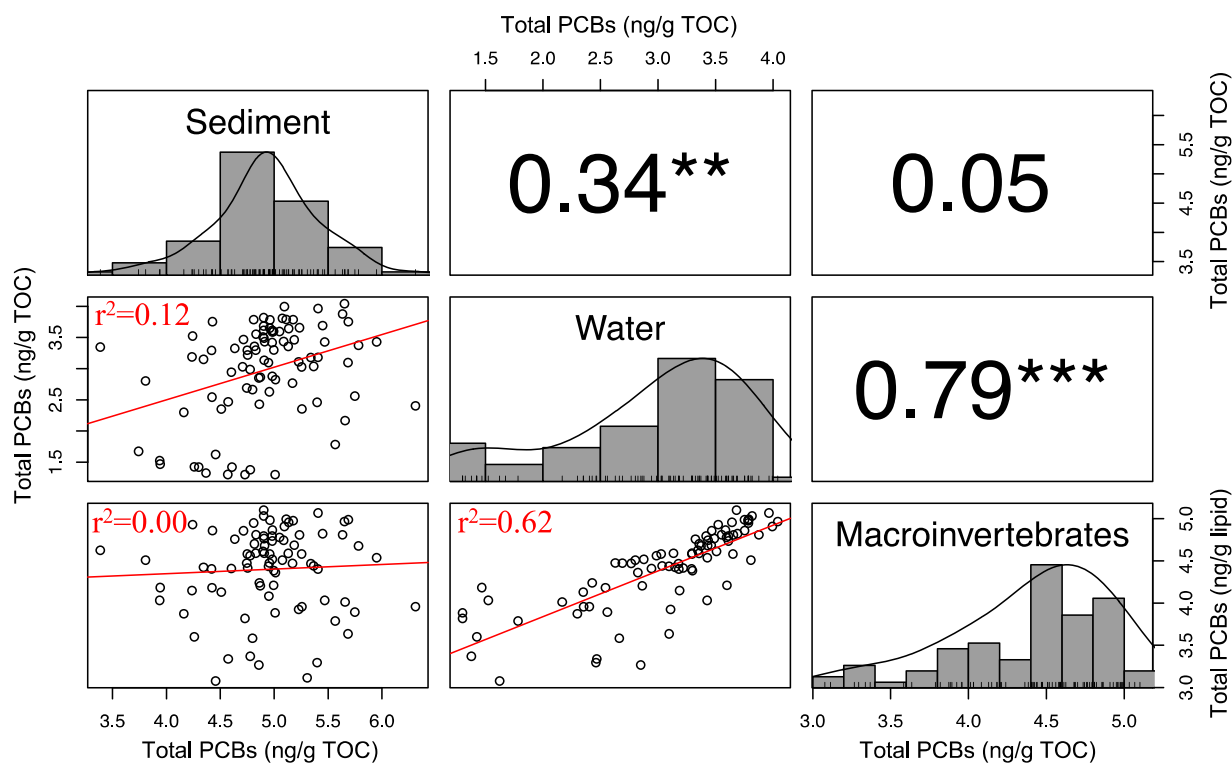 Total PCBs (ng/g TOC)
1.5 2.0 2.5 3.0 3.5 4.0
Sediment
0.34**
0.05
3.5 4.5 5.5
Total PCBs (ng/g TOC)
Total PCBs (ng/g TOC)
1.5 2.5 3.5
r²=0.12
Water
0.79***
r²=0.00
r²=0.62
Macroinvertebrates
3.0 3.5 4.0 4.5 5.0
Total PCBs (ng/g lipid)
3.5 4.0 4.5 5.0 5.5 6.0
3.0 4.0 4.5 5.0
Total PCBs (ng/g TOC)
Total PCBs (ng/g TOC)